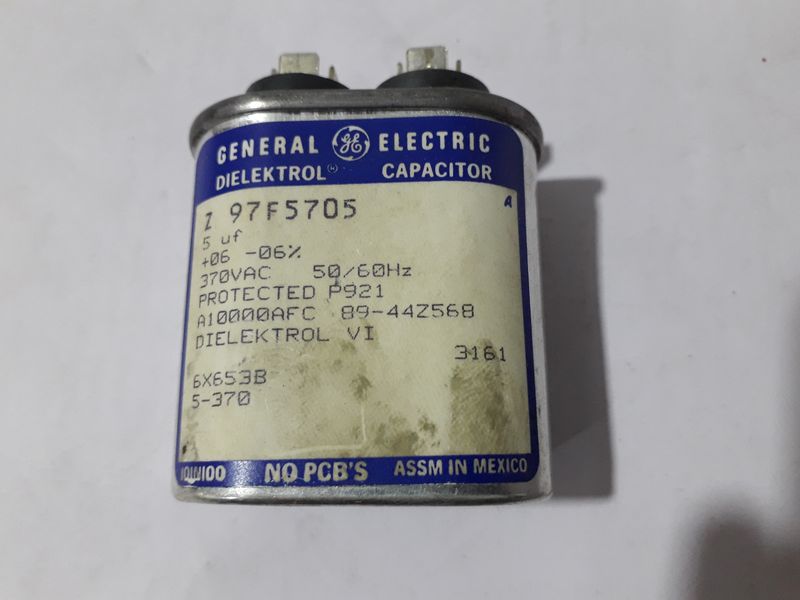 GENERAL GE ELECTRIC
DIELEKTROL CAPACITOR
A
Z 97F5705
5 uf
+06 -06%
370VAC 50/60Hz
PROTECTED P921
A10000AFC 89-44Z568
DIELEKTROL VI
3161
6X653B
5-370
NO PCB'S ASSM IN MEXICO